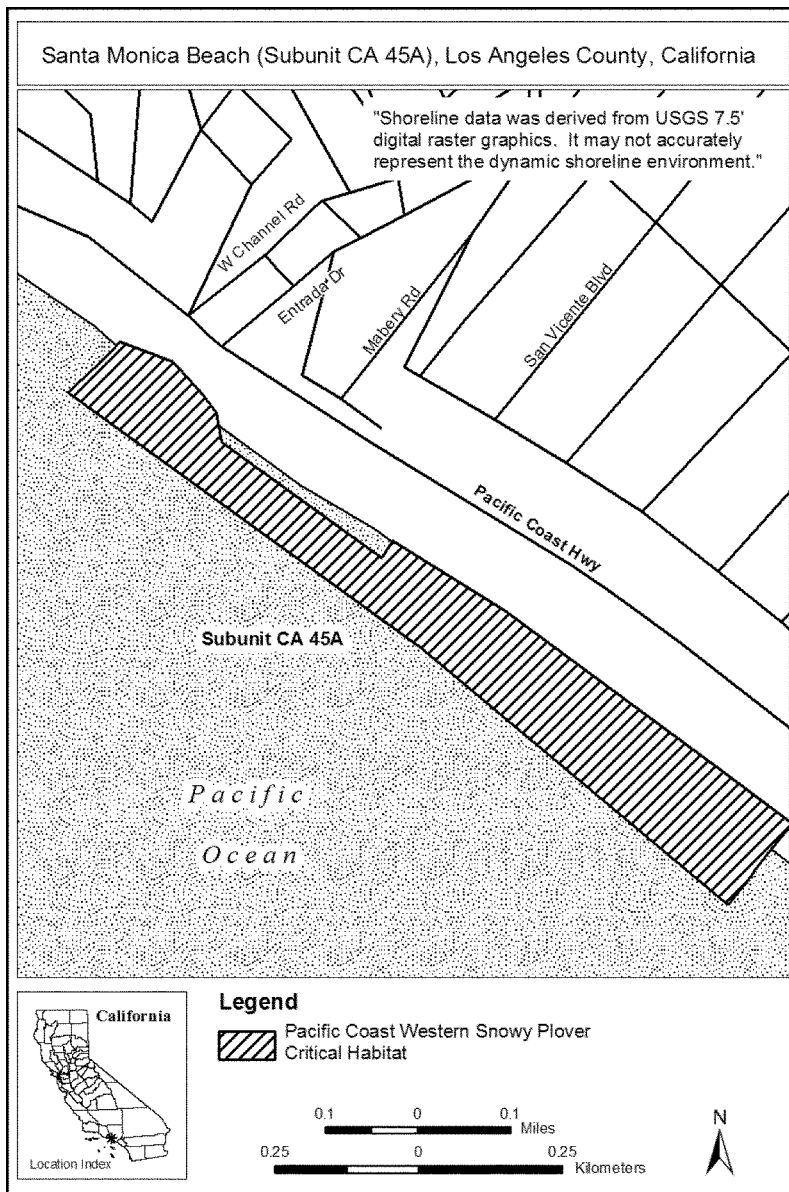 Santa Monica Beach (Subunit CA 45A), Los Angeles County, California
"Shoreline data was derived from USGS 7.5'
digital raster graphics. It may not accurately
represent the dynamic shoreline environment."
W Channel Rd
Entrada Dr
Mabery Rd
San Vicente Blvd
Pacific Coast Hwy
Subunit CA 45A
Pacific
Ocean
California
Location Index
Legend
Pacific Coast Western Snowy Plover
Critical Habitat
0.1 0 0.1
Miles
0.25 0 0.25
Kilometers
N